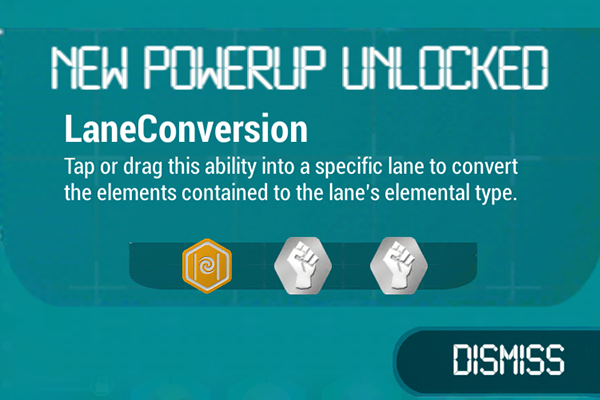 NEW POWERUP UNLOCKED
LaneConversion
Tap or drag this ability into a specific lane to convert
the elements contained to the lane's elemental type.
DISMISS